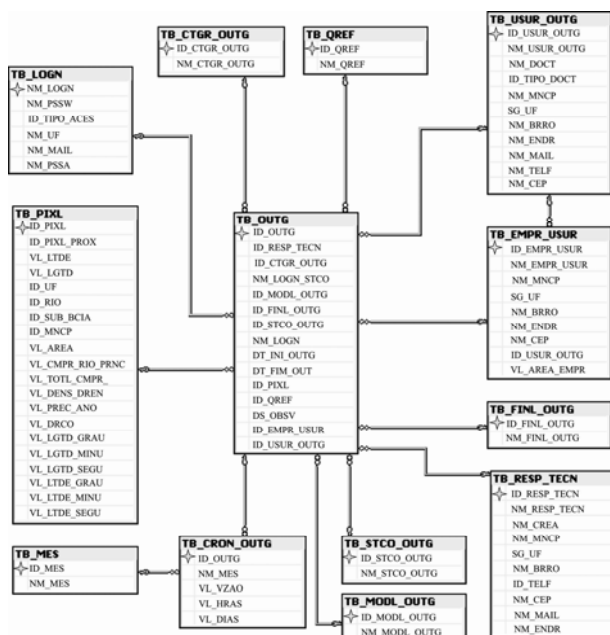 TB_CTGR_OUTG
ID_CTGR_OUTG
NM_CTGR_OUTG
TB_QREF
ID_QREF
NM_QREF
TB_USUR_OUTG
ID_USUR_OUTG
NM_USUR_OUTG
NM_DOCT
ID_TIPO_DOCT
NM_MNCP
SG_UF
NM_BRRO
NM_ENDR
NM_MAIL
NM_TELF
NM_CEP
TB_LOGN
NM_LOGN
NM_PSSW
ID_TIPO_ACES
NM_UF
NM_MAIL
NM_PSSA
TB_PIXL
ID_PIXL
ID_PIXL_PROX
VL_LTDE
VL_LGTD
ID_UF
ID_RIO
ID_SUB_BCIA
ID_MNCP
VL_AREA
VL_CMPR_RIO_PRNC
VL_TOTL_CMPR_
VL_DENS_DREN
VL_PREC_ANO
VL_DRCO
VL_LGTD_GRAU
VL_LGTD_MINU
VL_LGTD_SEGU
VL_LTDE_GRAU
VL_LTDE_MINU
VL_LTDE_SEGU
TB_OUTG
ID_OUTG
ID_RESP_TECN
ID_CTGR_OUTG
NM_LOGN_STCO
ID_MODL_OUTG
ID_FINL_OUTG
ID_STCO_OUTG
NM_LOGN
DT_INI_OUTG
DT_FIM_OUT
ID_PIXL
ID_QREF
DS_OBSV
ID_EMPR_USUR
ID_USUR_OUTG
TB_EMPR_USUR
ID_EMPR_USUR
NM_EMPR_USUR
NM_MNCP
SG_UF
NM_BRRO
NM_ENDR
NM_CEP
ID_USUR_OUTG
VL_AREA_EMPR
TB_FINL_OUTG
ID_FINL_OUTG
NM_FINL_OUTG
TB_RESP_TECN
ID_RESP_TECN
NM_RESP_TECN
NM_CREA
NM_MNCP
SG_UF
NM_BRRO
ID_TELF
NM_CEP
NM_MAIL
NM_ENDR
TB_MES
ID_MES
NM_MES
TB_CRON_OUTG
ID_OUTG
NM_MES
VL_VZAO
VL_HRAS
VL_DIAS
TB_STCO_OUTG
ID_STCO_OUTG
NM_STCO_OUTG
TB_MODL_OUTG
ID_MODL_OUTG
NM_MODL_OUTG